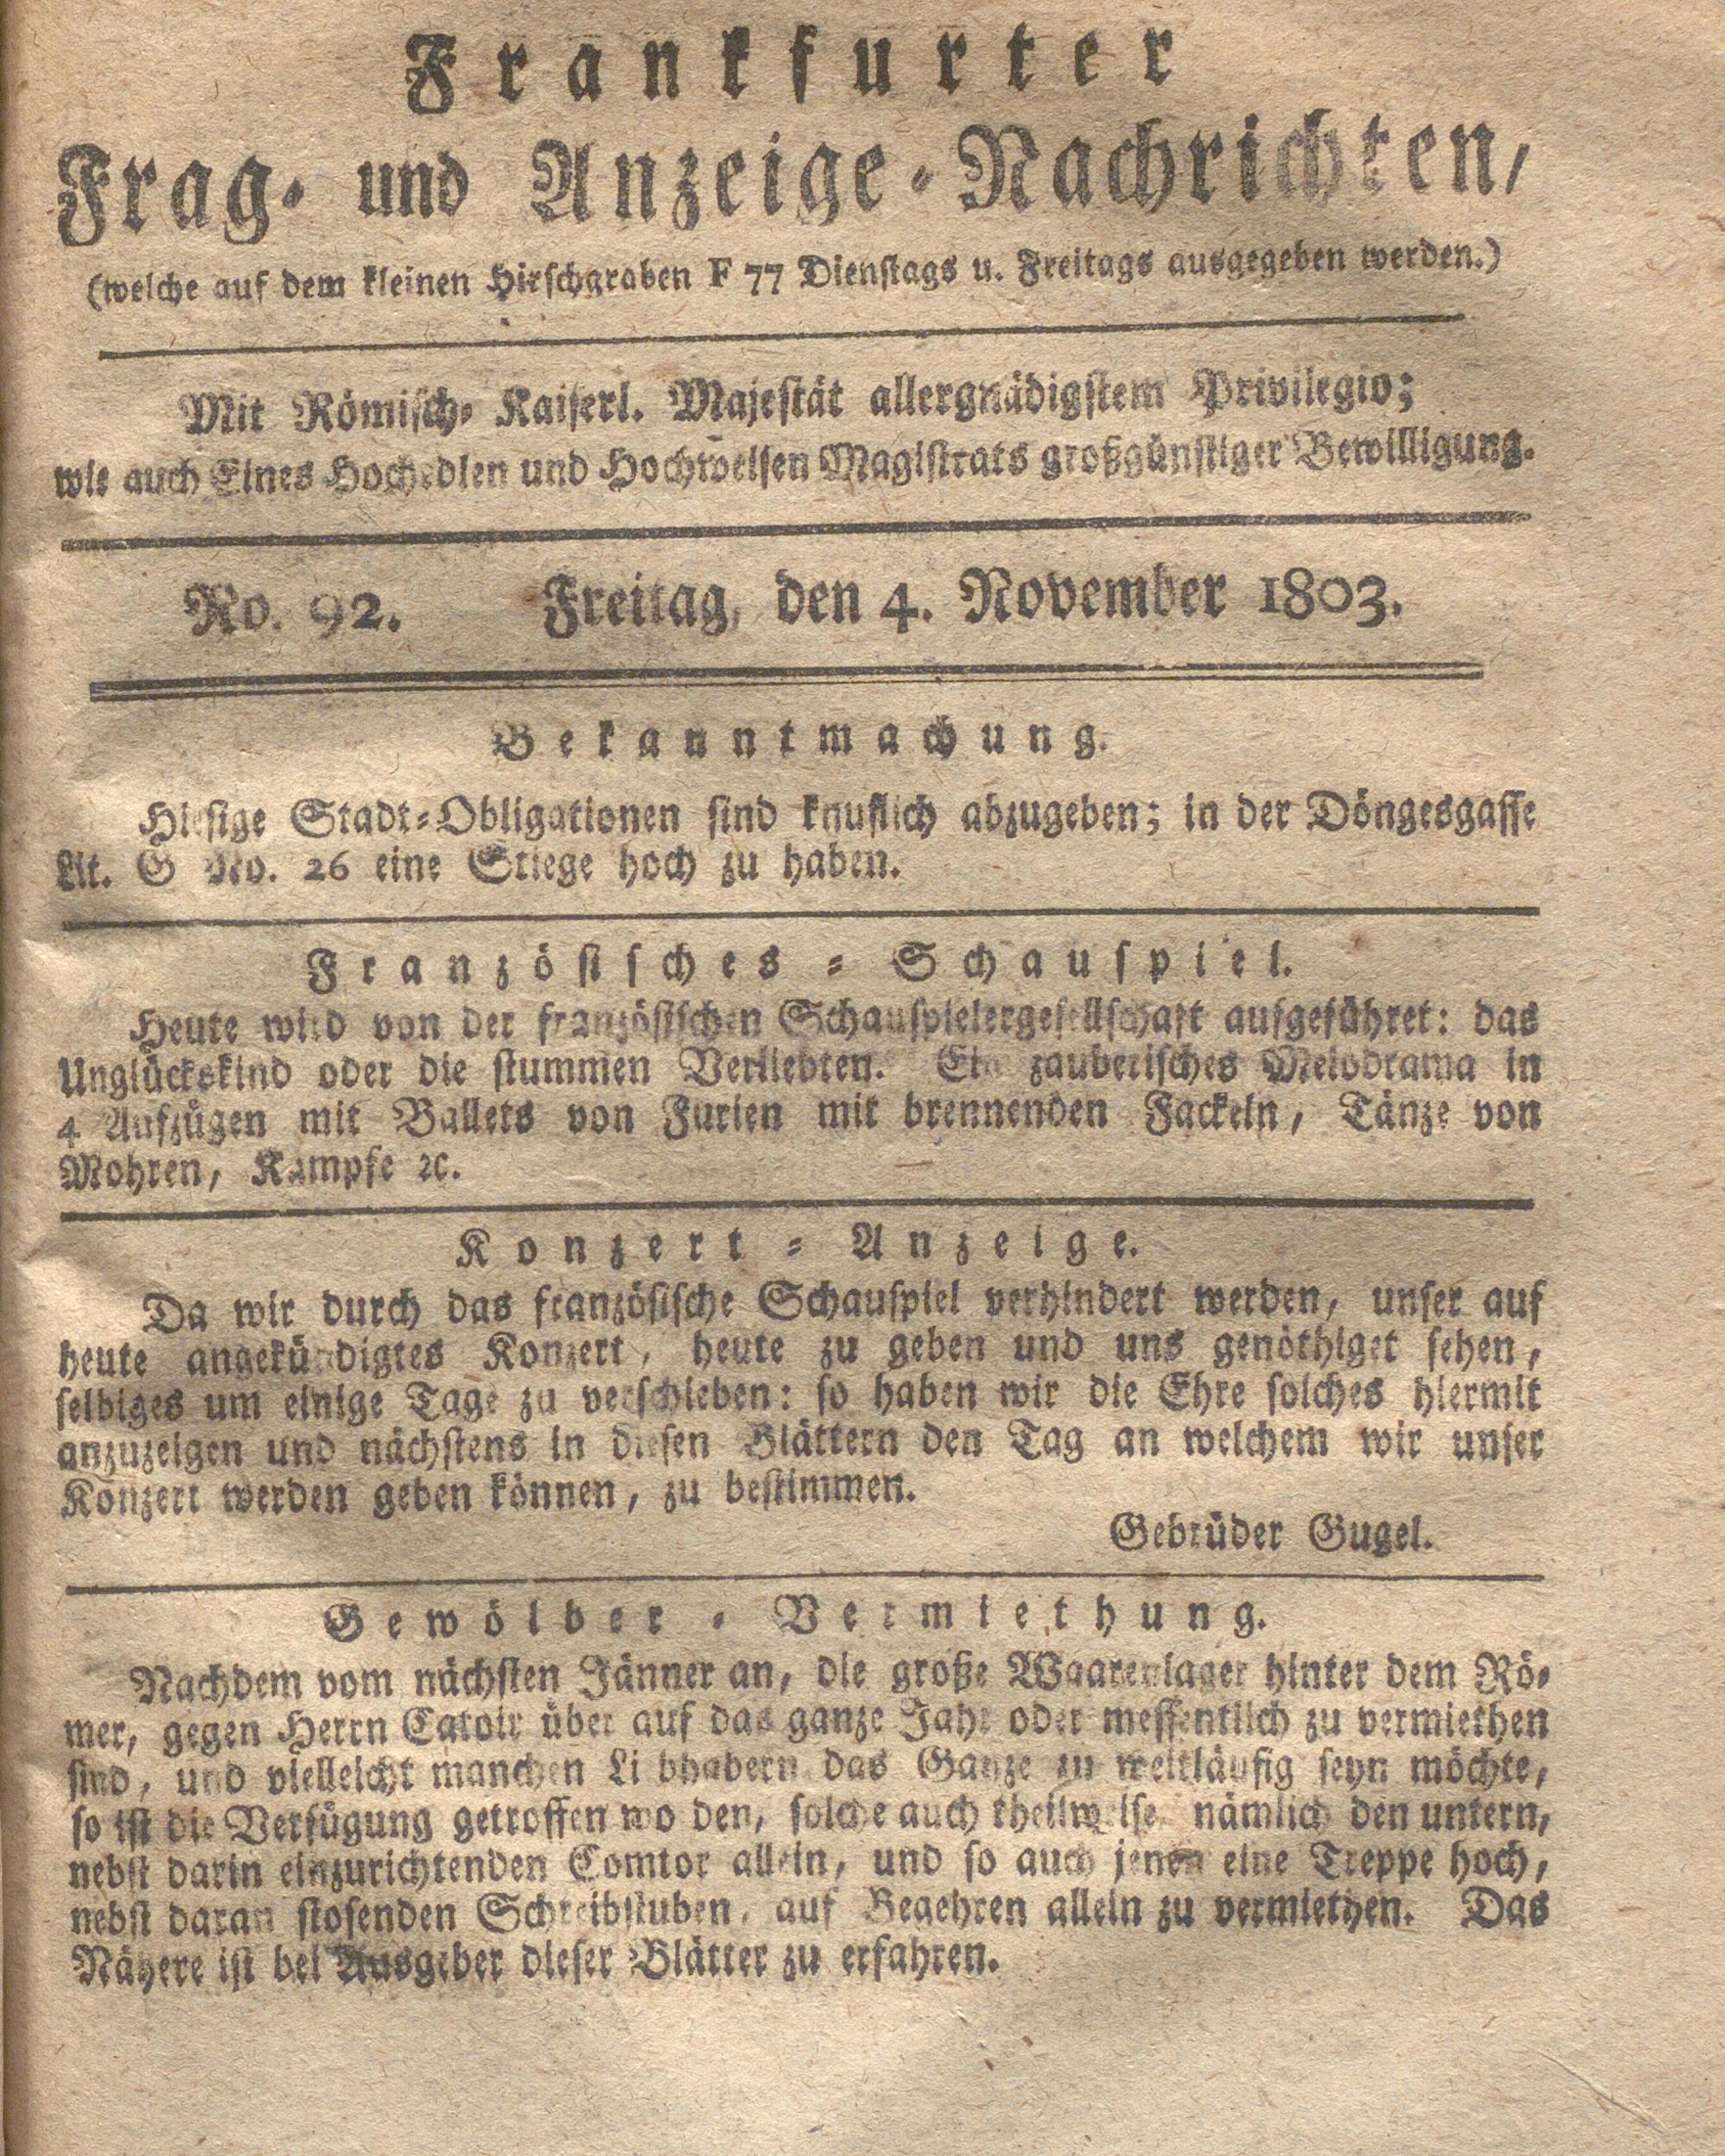 Frankfurter
Frag- und Anzeige-Nachrichten,
(welche auf dem kleinen Hirschgraben F 77 Dienstags u. Freitags ausgegeben werden.)
Mit Römisch- Kaiserl. Majestät allergnädigstem Privilegio;
wie auch Eines Hochedlen und Hochweisen Magistrats großgünstiger Bewilligung.
No. 92. Freitag, den 4. November 1803.
Bekanntmachung.
Hiesige Stadt-Obligationen sind knuflich abzugeben; in der Döngesgasse
Lit. G No. 26 eine Stiege hoch zu haben.
Französisches-Schauspiel.
Heute wird von der französischen Schauspielergesellschaft aufgeführet: das
Unglückskind oder die stummen Verliebten. Ein zauberisches Melodrama in
4 Aufzügen mit Ballets von Furien mit brennenden Fackeln, Tänze von
Mohren, Kampfe ꝛc.
Konzert-Anzeige.
Da wir durch das französische Schauspiel verhindert werden, unser auf
heute angekündigtes Konzert, heute zu geben und uns genöthiget sehen,
selbiges um einige Tage zu verschieben: so haben wir die Ehre solches hiermit
anzuzeigen und nächstens in diesen Blättern den Tag an welchem wir unser
Konzert werden geben können, zu bestimmen.
Gebrüder Gugel.
Gewölber-Vermiethung.
Nachdem vom nächsten Jänner an, die große Waarenlager hinter dem Rö-
mer, gegen Herrn Catoir über auf das ganze Jahr oder messentlich zu vermiethen
sind, und vielleicht manchen Li bhabern das Ganze zu weitläufig seyn möchte,
so ist die Verfügung getroffen wo den, solche auch theilweise, nämlich den untern,
nebst darin einzurichtenden Comtor allein, und so auch jenen eine Treppe hoch,
nebst daran stosenden Schreibstuben, auf Begehren allein zu vermiethen. Das
Nähere ist bei Ausgeber dieser Blätter zu erfahren.